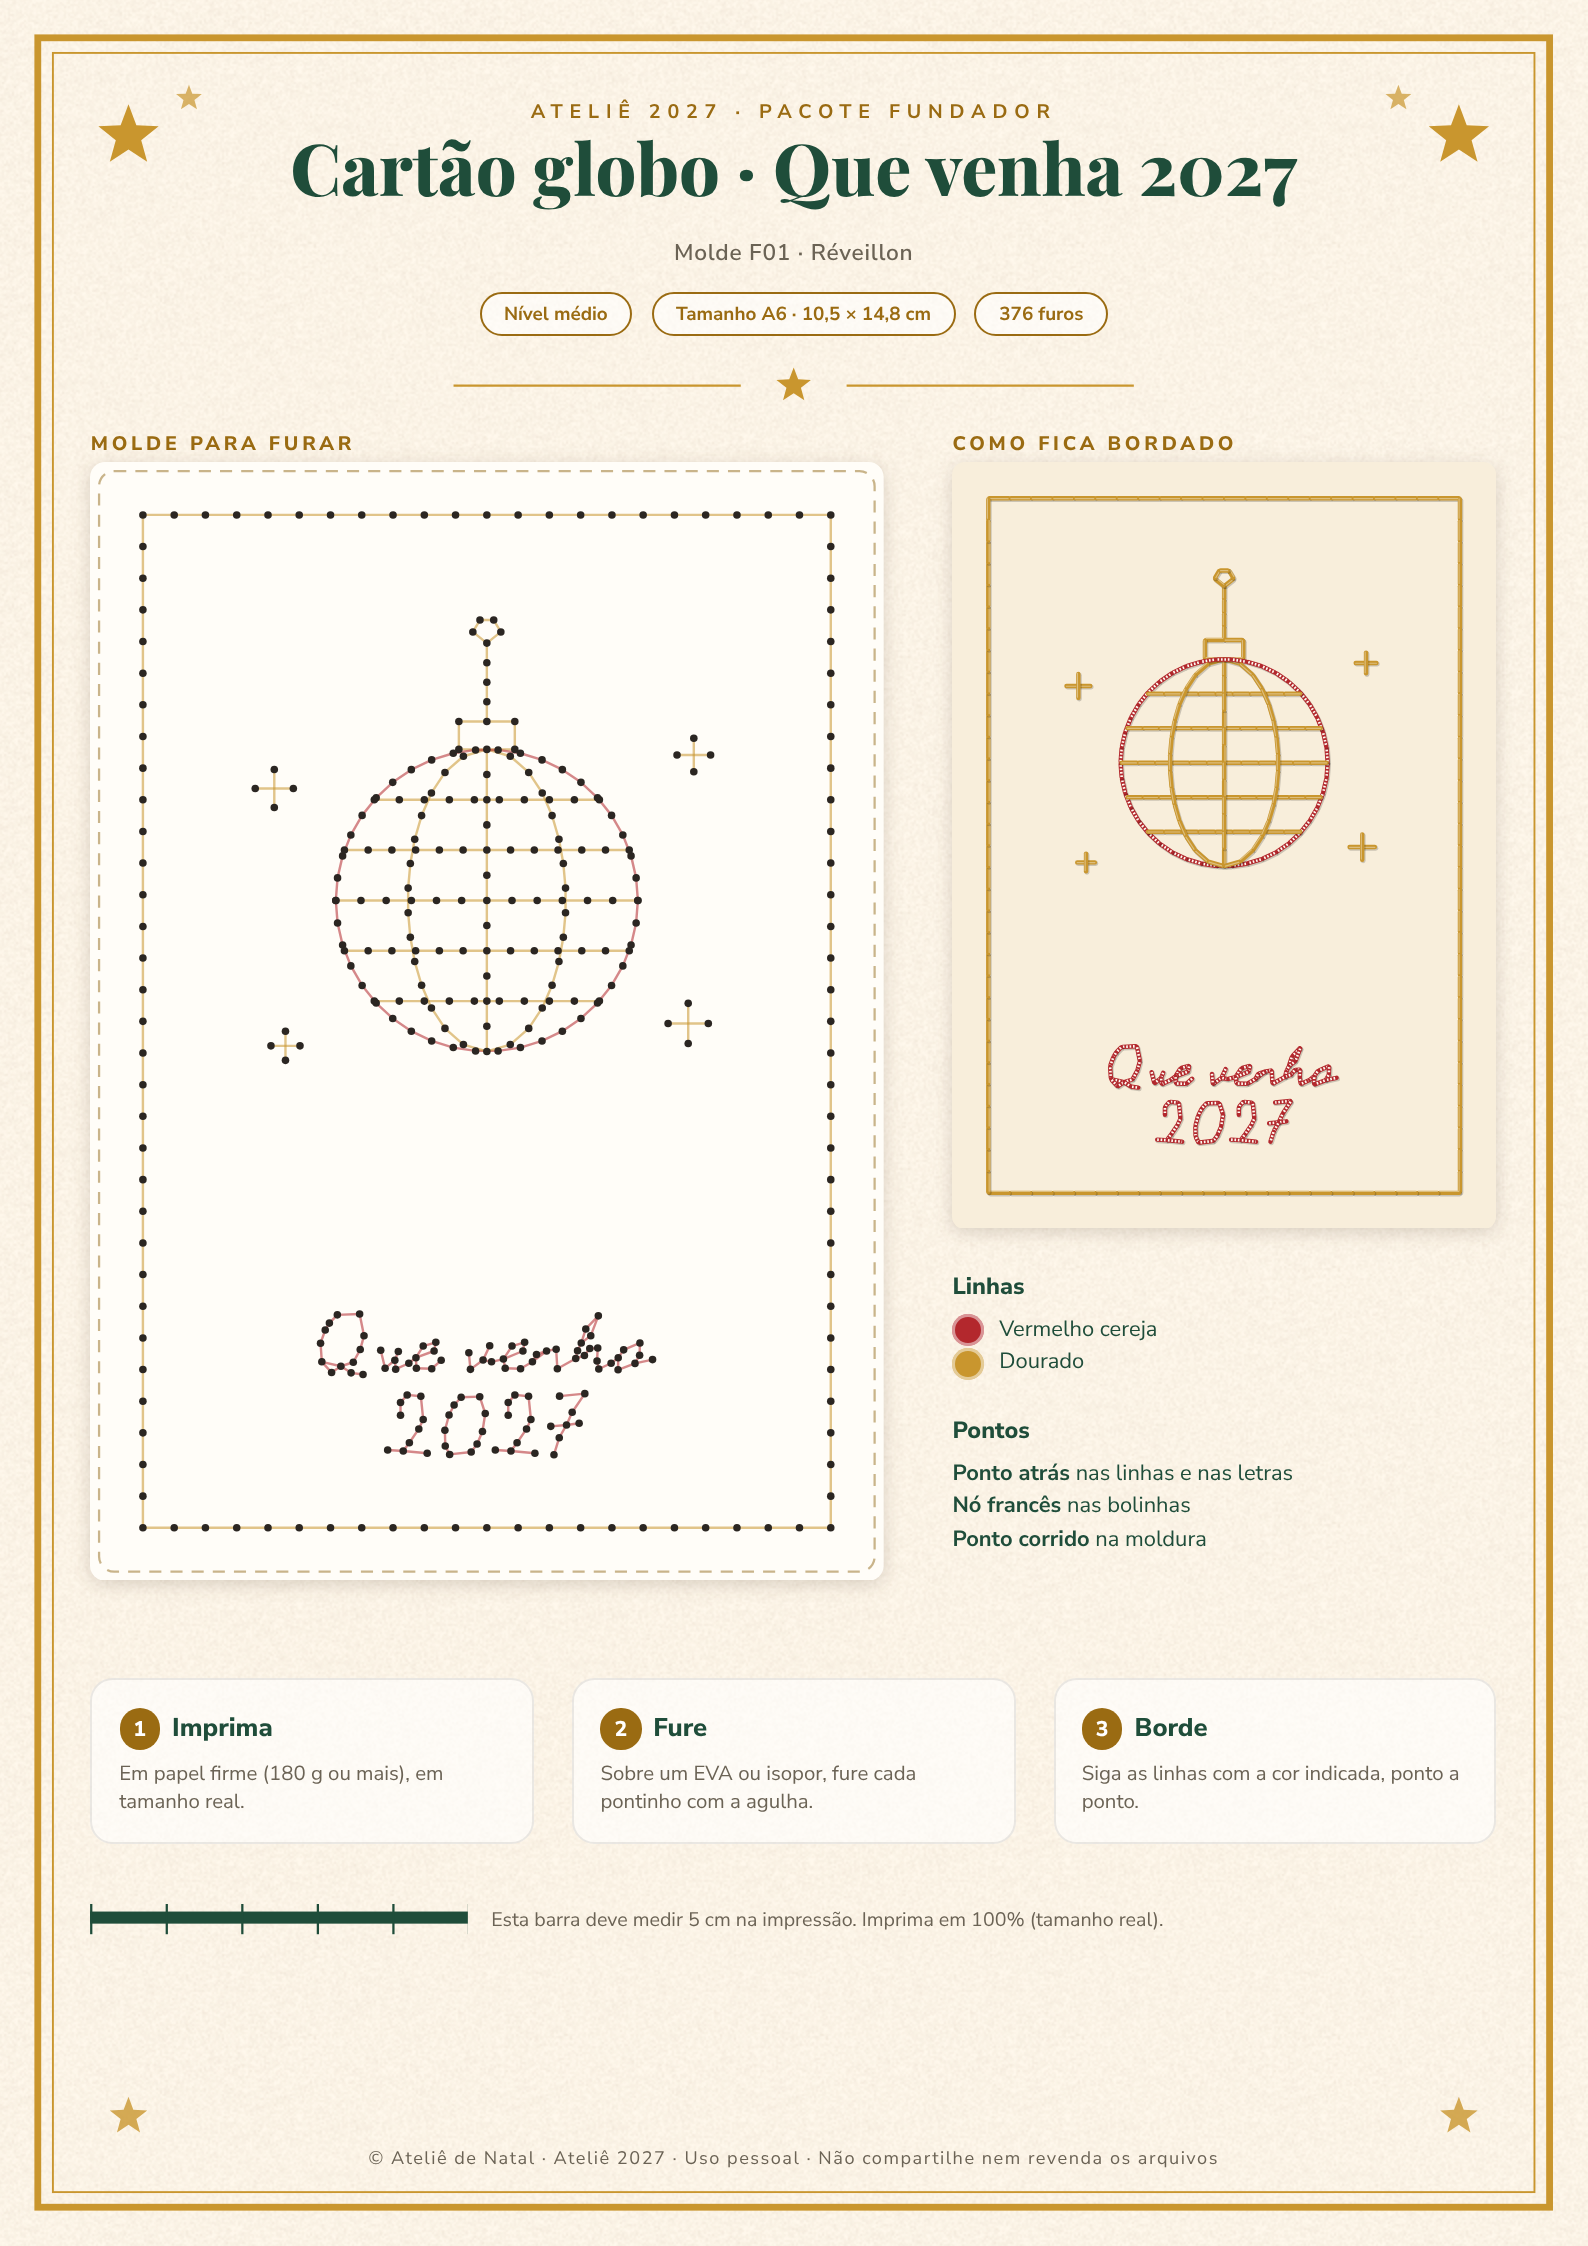 ATELIÊ 2027 · PACOTE FUNDADOR
Cartão globo · Que venha 2027
Molde F01 · Réveillon
Nível médio
Tamanho A6 · 10,5 × 14,8 cm
376 furos
MOLDE PARA FURAR
Que venha
2027
COMO FICA BORDADO
Que venha
2027
Linhas
Vermelho cereja
Dourado
Pontos
Ponto atrás nas linhas e nas letras
Nó francês nas bolinhas
Ponto corrido na moldura
1 Imprima
Em papel firme (180 g ou mais), em
tamanho real.
2 Fure
Sobre um EVA ou isopor, fure cada
pontinho com a agulha.
3 Borde
Siga as linhas com a cor indicada, ponto a
ponto.
Esta barra deve medir 5 cm na impressão. Imprima em 100% (tamanho real).
© Ateliê de Natal · Ateliê 2027 · Uso pessoal · Não compartilhe nem revenda os arquivos